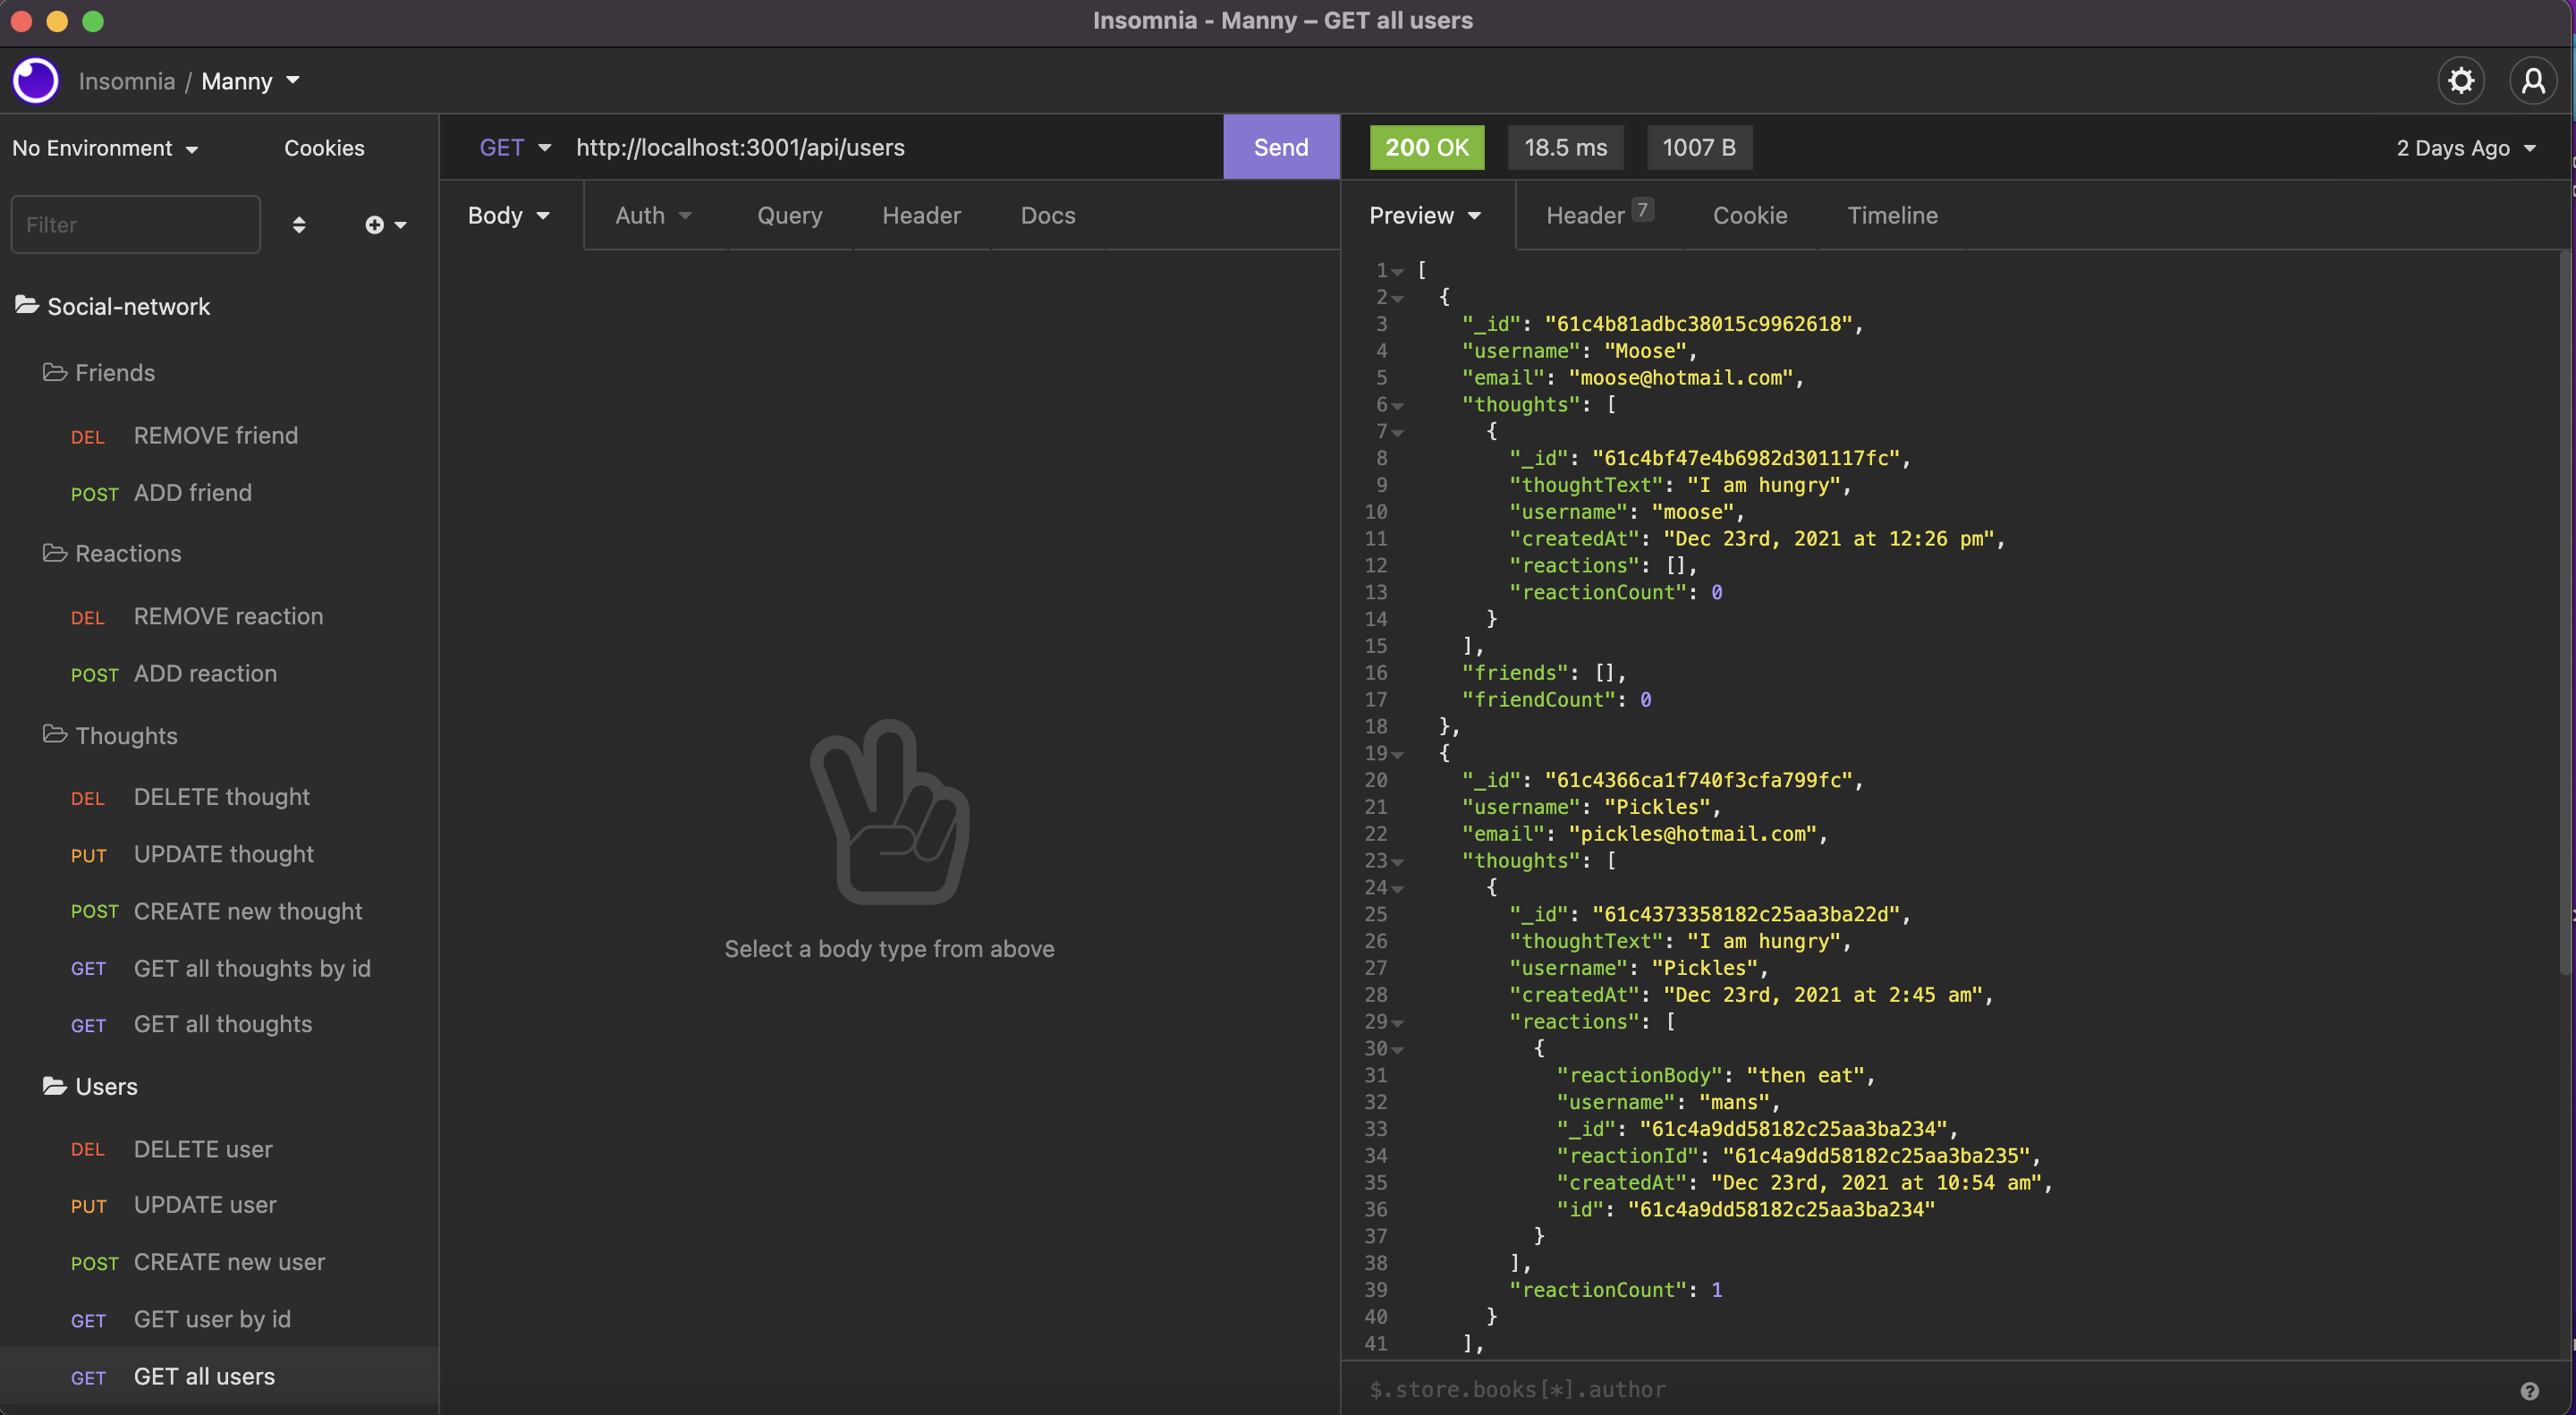 Insomnia - Manny – GET all users
Insomnia / Manny
No Environment
Cookies
Filter
Social-network
Friends
DEL REMOVE friend
POST ADD friend
Reactions
DEL REMOVE reaction
POST ADD reaction
Thoughts
DEL DELETE thought
PUT UPDATE thought
POST CREATE new thought
GET GET all thoughts by id
GET GET all thoughts
Users
DEL DELETE user
PUT UPDATE user
POST CREATE new user
GET GET user by id
GET GET all users
GET http://localhost:3001/api/users Send
Body Auth Query Header Docs
Select a body type from above
200 OK 18.5 ms 1007 B 2 Days Ago
Preview Header 7 Cookie Timeline
1 [
2 {
3 "_id": "61c4b81adbc38015c9962618",
4 "username": "Moose",
5 "email": "moose@hotmail.com",
6 "thoughts": [
7 {
8 "_id": "61c4bf47e4b6982d301117fc",
9 "thoughtText": "I am hungry",
10 "username": "moose",
11 "createdAt": "Dec 23rd, 2021 at 12:26 pm",
12 "reactions": [],
13 "reactionCount": 0
14 }
15 ],
16 "friends": [],
17 "friendCount": 0
18 },
19 {
20 "_id": "61c4366ca1f740f3cfa799fc",
21 "username": "Pickles",
22 "email": "pickles@hotmail.com",
23 "thoughts": [
24 {
25 "_id": "61c4373358182c25aa3ba22d",
26 "thoughtText": "I am hungry",
27 "username": "Pickles",
28 "createdAt": "Dec 23rd, 2021 at 2:45 am",
29 "reactions": [
30 {
31 "reactionBody": "then eat",
32 "username": "mans",
33 "_id": "61c4a9dd58182c25aa3ba234",
34 "reactionId": "61c4a9dd58182c25aa3ba235",
35 "createdAt": "Dec 23rd, 2021 at 10:54 am",
36 "id": "61c4a9dd58182c25aa3ba234"
37 }
38 ],
39 "reactionCount": 1
40 }
41 ],
$.store.books[*].author